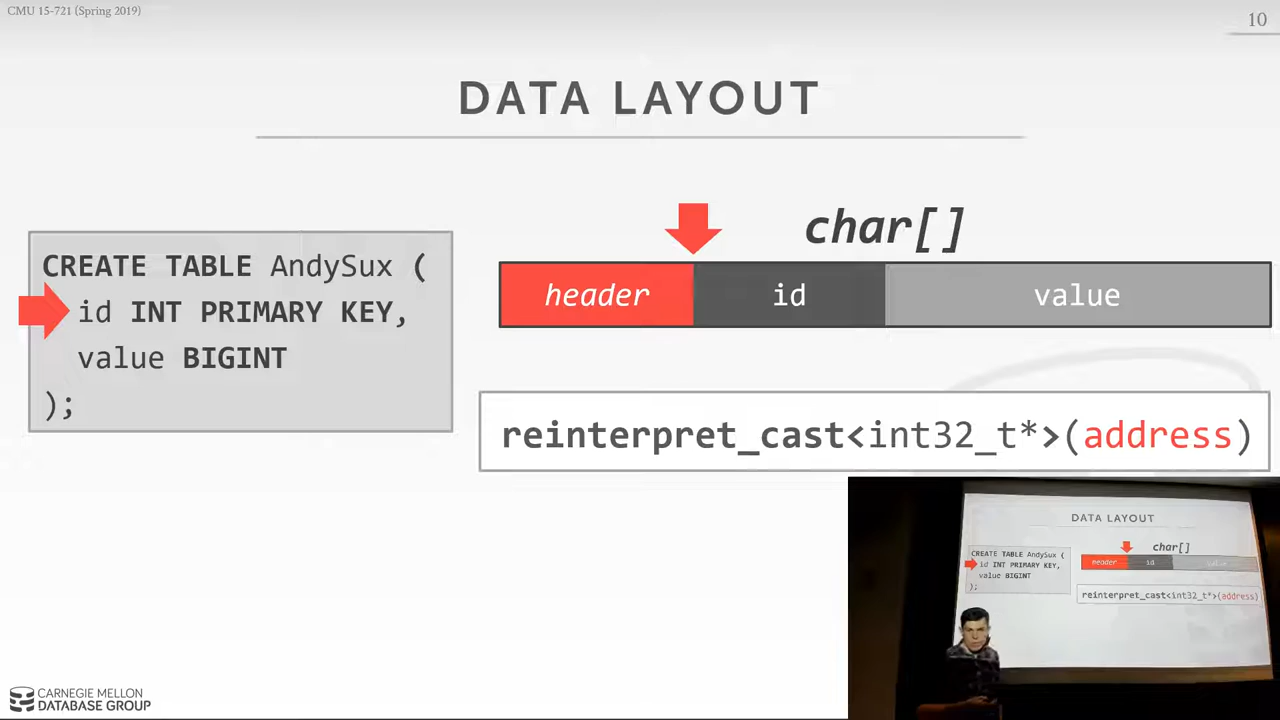 CMU 15-721 (Spring 2019)
10
DATA LAYOUT
CREATE TABLE AndySux (
id INT PRIMARY KEY,
value BIGINT
);
char[]
header id value
reinterpret_cast<int32_t*>(address)
DATA LAYOUT
CREATE TABLE AndySux (
id INT PRIMARY KEY,
value BIGINT
);
char[]
header id value
reinterpret_cast<int32_t*>(address)
CARNEGIE MELLON
DATABASE GROUP